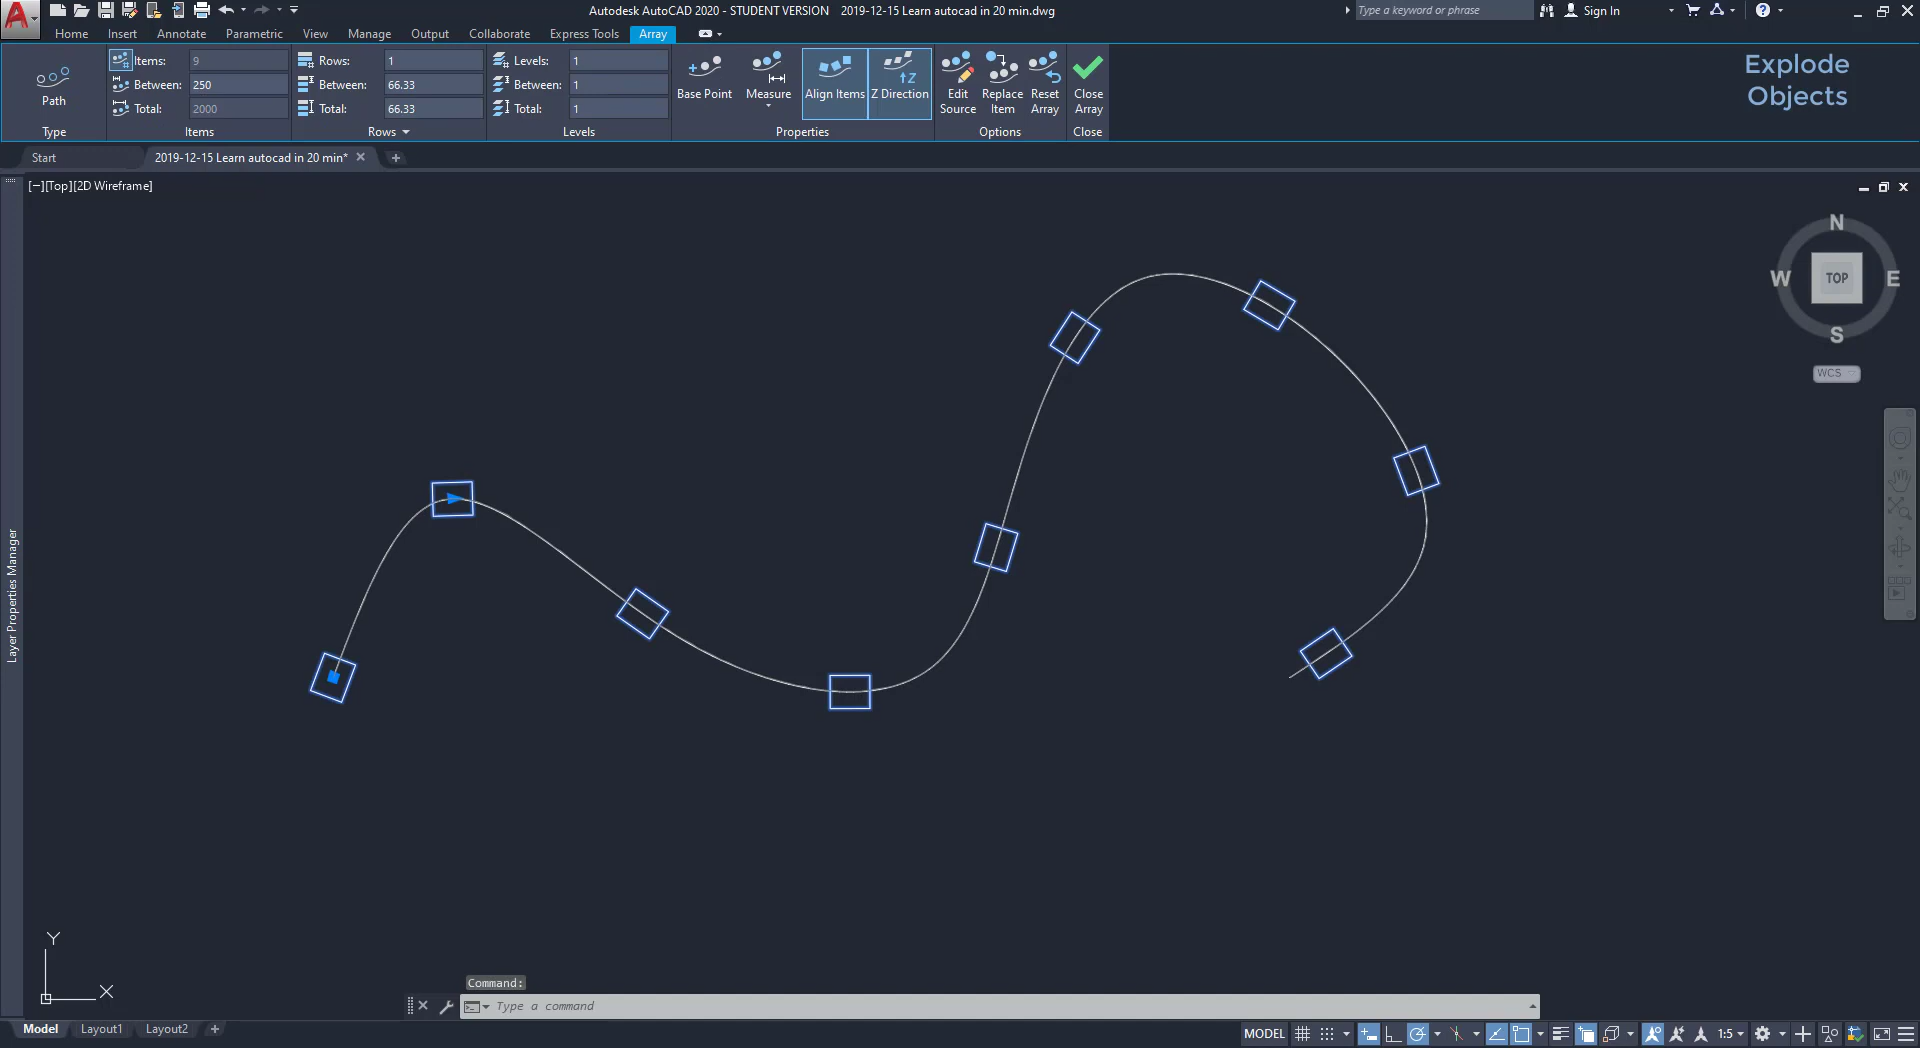 Autodesk AutoCAD 2020 - STUDENT VERSION 2019-12-15 Learn autocad in 20 min.dwg
Type a keyword or phrase
Sign In
Home Insert Annotate Parametric View Manage Output Collaborate Express Tools Array
Items: 9 Rows: 1 Levels: 1
Between: 250 Between: 66.33 Between: 1
Total: 2000 Total: 66.33 Total: 1
Path
Base Point Measure Align Items Z Direction
Edit Source
Replace Item
Reset Array
Close Array
Type Items Rows Levels Properties Options Close
Explode
Objects
Start 2019-12-15 Learn autocad in 20 min*
[−][Top][2D Wireframe]
N
W TOP E
S
WCS
Layer Properties Manager
Y
X
Command:
Type a command
Model Layout1 Layout2
MODEL 1:5